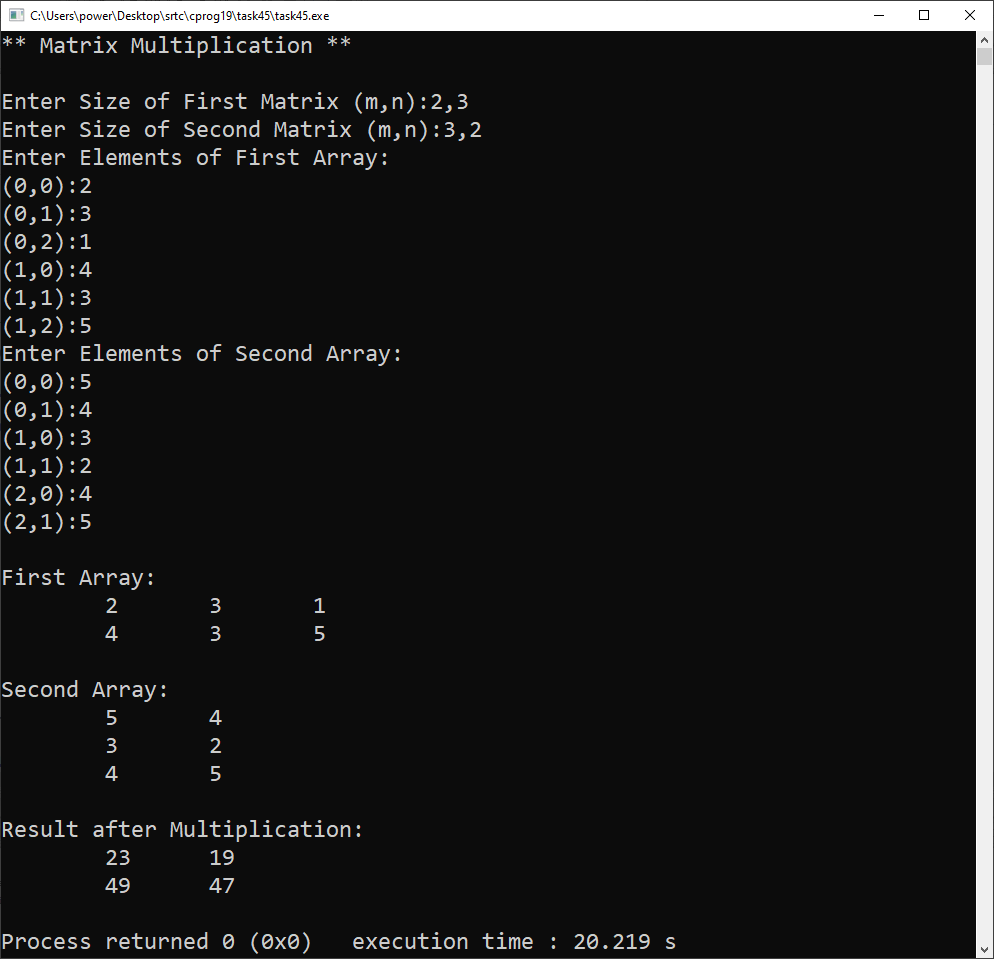 C:\Users\power\Desktop\srtc\cprog19\task45\task45.exe
** Matrix Multiplication **
Enter Size of First Matrix (m,n):2,3
Enter Size of Second Matrix (m,n):3,2
Enter Elements of First Array:
(0,0):2
(0,1):3
(0,2):1
(1,0):4
(1,1):3
(1,2):5
Enter Elements of Second Array:
(0,0):5
(0,1):4
(1,0):3
(1,1):2
(2,0):4
(2,1):5
First Array:
2 3 1
4 3 5
Second Array:
5 4
3 2
4 5
Result after Multiplication:
23 19
49 47
Process returned 0 (0x0) execution time : 20.219 s